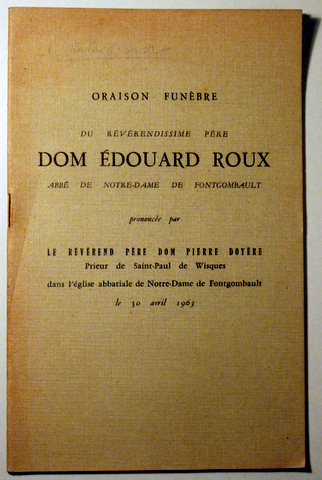 ORAISON FUNÈBRE
DU RÉVÉRENDISSIME PÈRE
DOM ÉDOUARD ROUX
ABBÉ DE NOTRE-DAME DE FONTGOMBAULT
prononcée par
LE RÉVÉREND PÈRE DOM PIERRE DOYÈRE
Prieur de Saint-Paul de Wisques
dans l'église abbatiale de Notre-Dame de Fontgombault
le 30 avril 1963